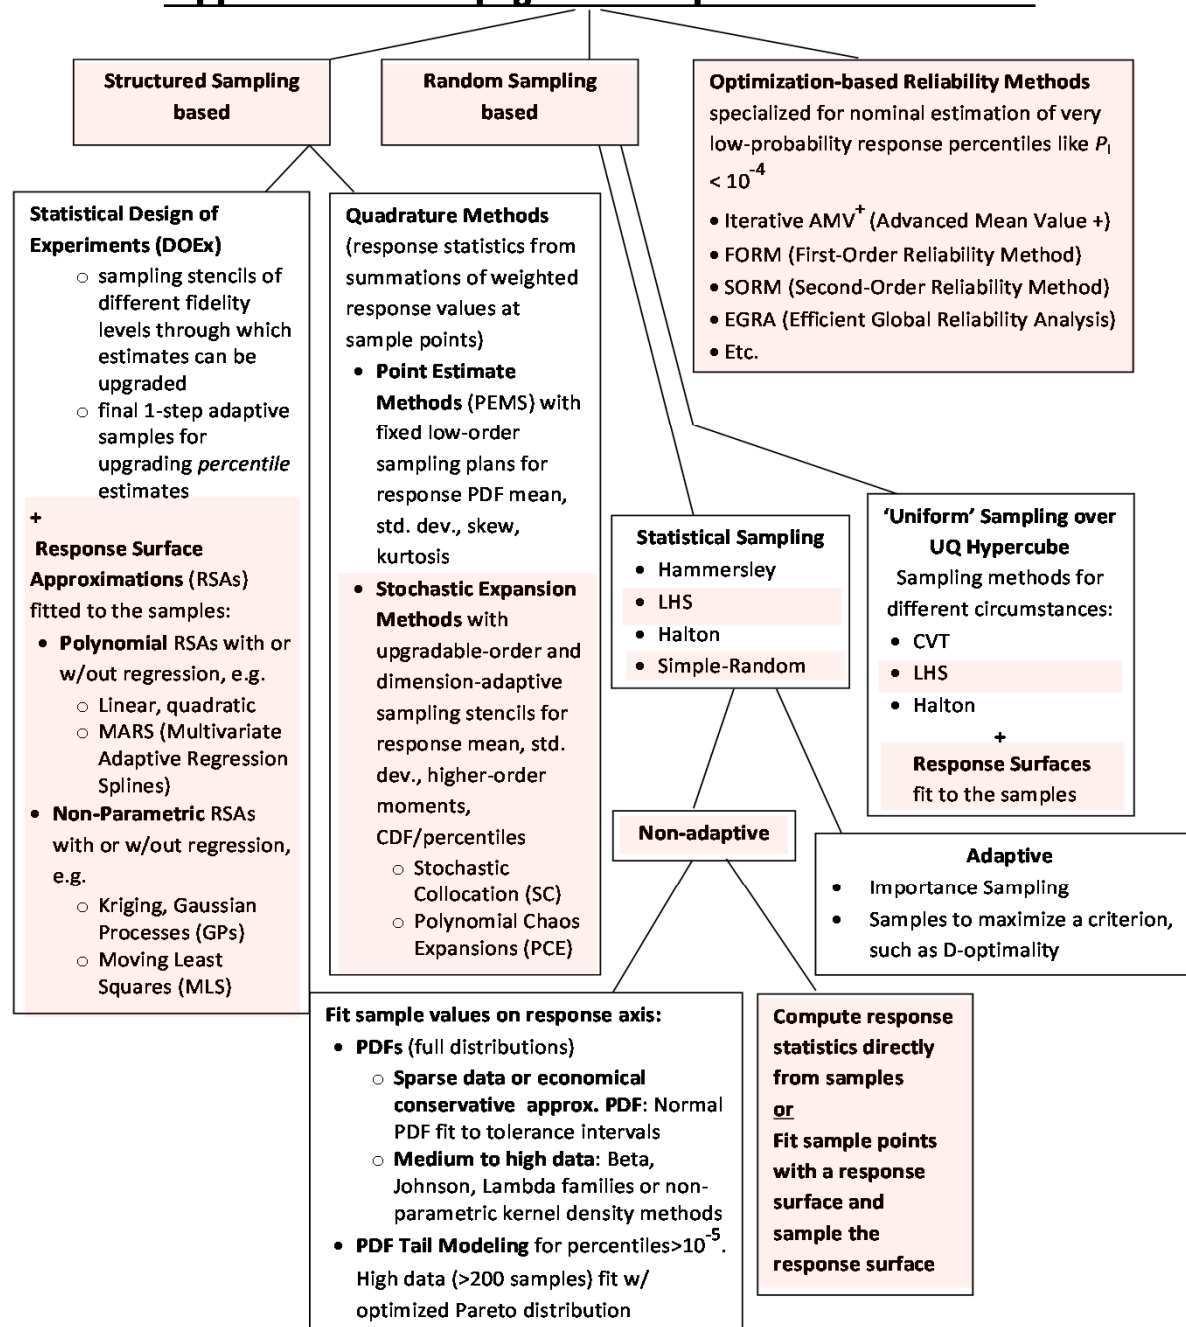 Structured Sampling
based
Random Sampling
based
Optimization-based Reliability Methods
specialized for nominal estimation of very
low-probability response percentiles like Pl
< 10-4
• Iterative AMV+ (Advanced Mean Value +)
• FORM (First-Order Reliability Method)
• SORM (Second-Order Reliability Method)
• EGRA (Efficient Global Reliability Analysis)
• Etc.
Statistical Design of
Experiments (DOEx)
○ sampling stencils of
different fidelity
levels through which
estimates can be
upgraded
○ final 1-step adaptive
samples for
upgrading percentile
estimates
+
Response Surface
Approximations (RSAs)
fitted to the samples:
• Polynomial RSAs with or
w/out regression, e.g.
○ Linear, quadratic
○ MARS (Multivariate
Adaptive Regression
Splines)
• Non-Parametric RSAs
with or w/out regression,
e.g.
○ Kriging, Gaussian
Processes (GPs)
○ Moving Least
Squares (MLS)
Quadrature Methods
(response statistics from
summations of weighted
response values at
sample points)
• Point Estimate
Methods (PEMS) with
fixed low-order
sampling plans for
response PDF mean,
std. dev., skew,
kurtosis
• Stochastic Expansion
Methods with
upgradable-order and
dimension-adaptive
sampling stencils for
response mean, std.
dev., higher-order
moments,
CDF/percentiles
○ Stochastic
Collocation (SC)
○ Polynomial Chaos
Expansions (PCE)
Statistical Sampling
• Hammersley
• LHS
• Halton
• Simple-Random
‘Uniform’ Sampling over
UQ Hypercube
Sampling methods for
different circumstances:
• CVT
• LHS
• Halton
+
Response Surfaces
fit to the samples
Non-adaptive
Adaptive
• Importance Sampling
• Samples to maximize a criterion,
such as D-optimality
Fit sample values on response axis:
• PDFs (full distributions)
○ Sparse data or economical
conservative approx. PDF: Normal
PDF fit to tolerance intervals
○ Medium to high data: Beta,
Johnson, Lambda families or non-
parametric kernel density methods
• PDF Tail Modeling for percentiles>10-5.
High data (>200 samples) fit w/
optimized Pareto distribution
Compute response
statistics directly
from samples
or
Fit sample points
with a response
surface and
sample the
response surface